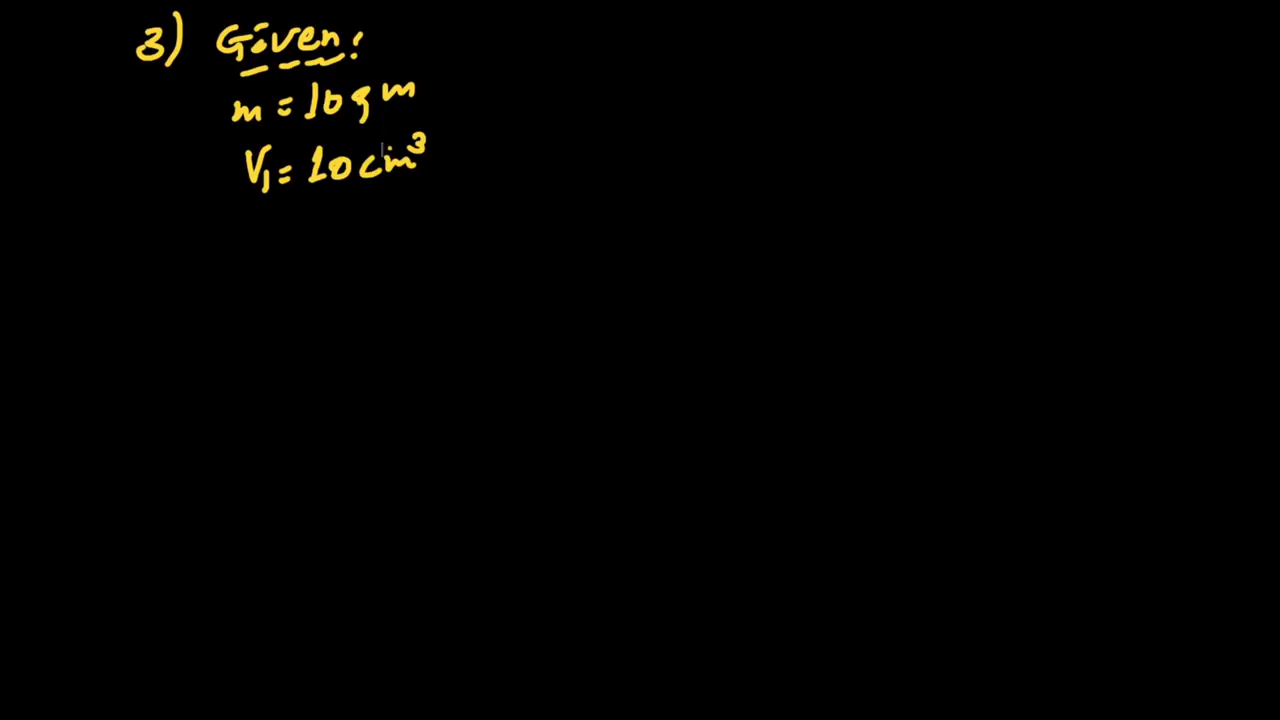 3) Given:
m = 10 gm
V₁ = 10 cm³